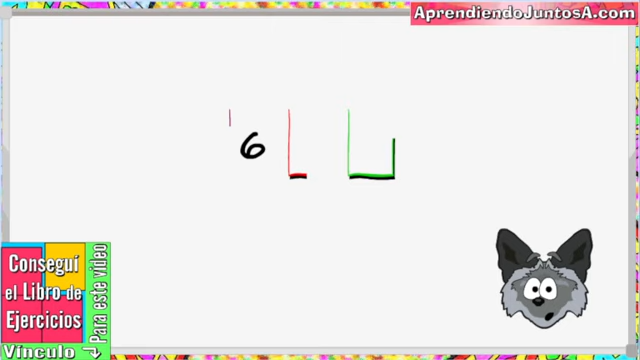 AprendiendoJuntosA.com
6
Conseguí
el Libro de
Ejercicios
Vínculo
Para este video